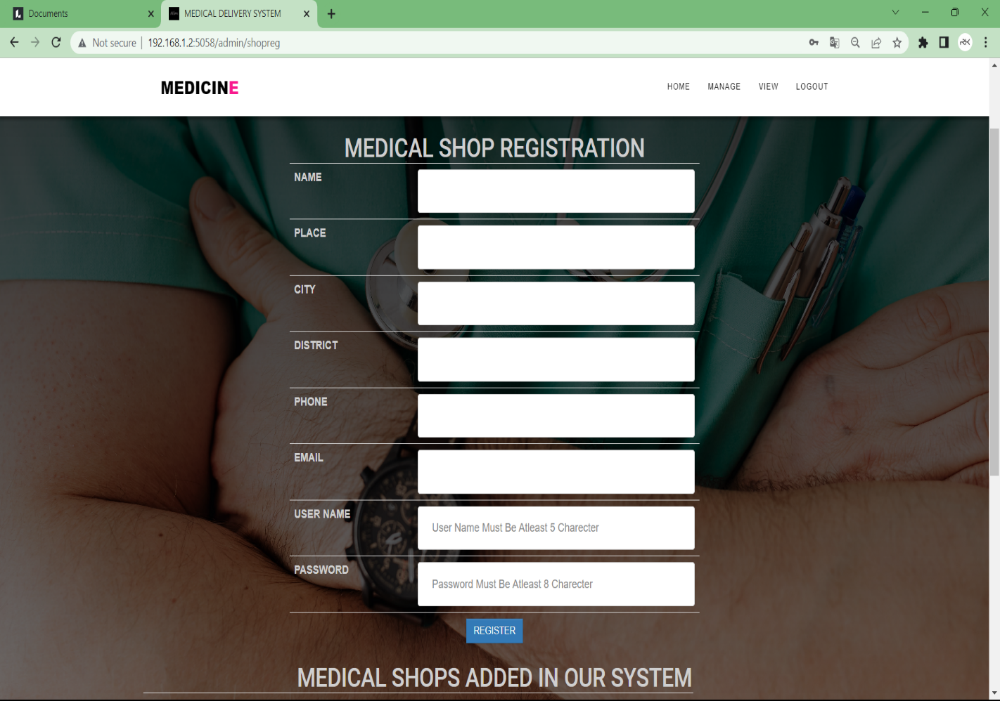 Documents
MEDICAL DELIVERY SYSTEM
Not secure | 192.168.1.2:5058/admin/shopreg
RK
MEDICINE
HOME MANAGE VIEW LOGOUT
MEDICAL SHOP REGISTRATION
NAME
PLACE
CITY
DISTRICT
PHONE
EMAIL
USER NAME User Name Must Be Atleast 5 Charecter
PASSWORD Password Must Be Atleast 8 Charecter
REGISTER
MEDICAL SHOPS ADDED IN OUR SYSTEM